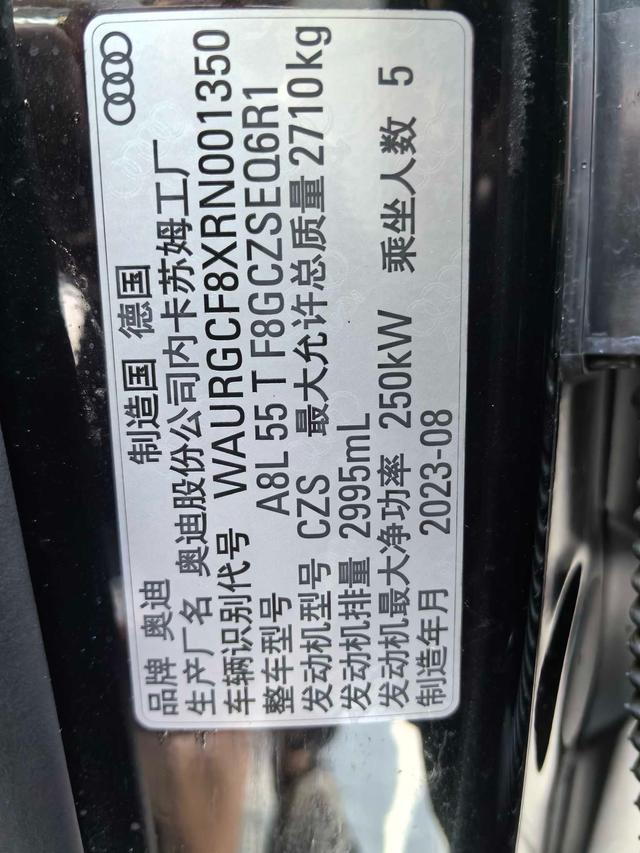 品牌 奥迪 制造国 德国
生产厂名 奥迪股份公司内卡苏姆工厂
车辆识别代号 WAURGCF8XRN001350
整车型号 A8L 55 T F8GCZSEQ6R1
发动机型号 CZS 最大允许总质量 2710kg
发动机排量 2995mL
发动机最大净功率 250kW 乘坐人数 5
制造年月 2023-08